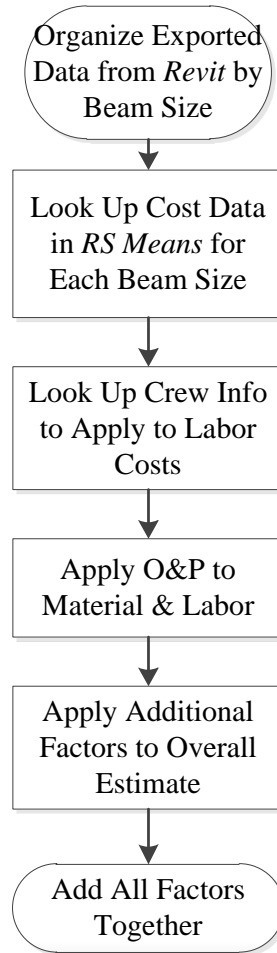 Organize Exported
Data from Revit by
Beam Size
Look Up Cost Data
in RS Means for
Each Beam Size
Look Up Crew Info
to Apply to Labor
Costs
Apply O&P to
Material & Labor
Apply Additional
Factors to Overall
Estimate
Add All Factors
Together